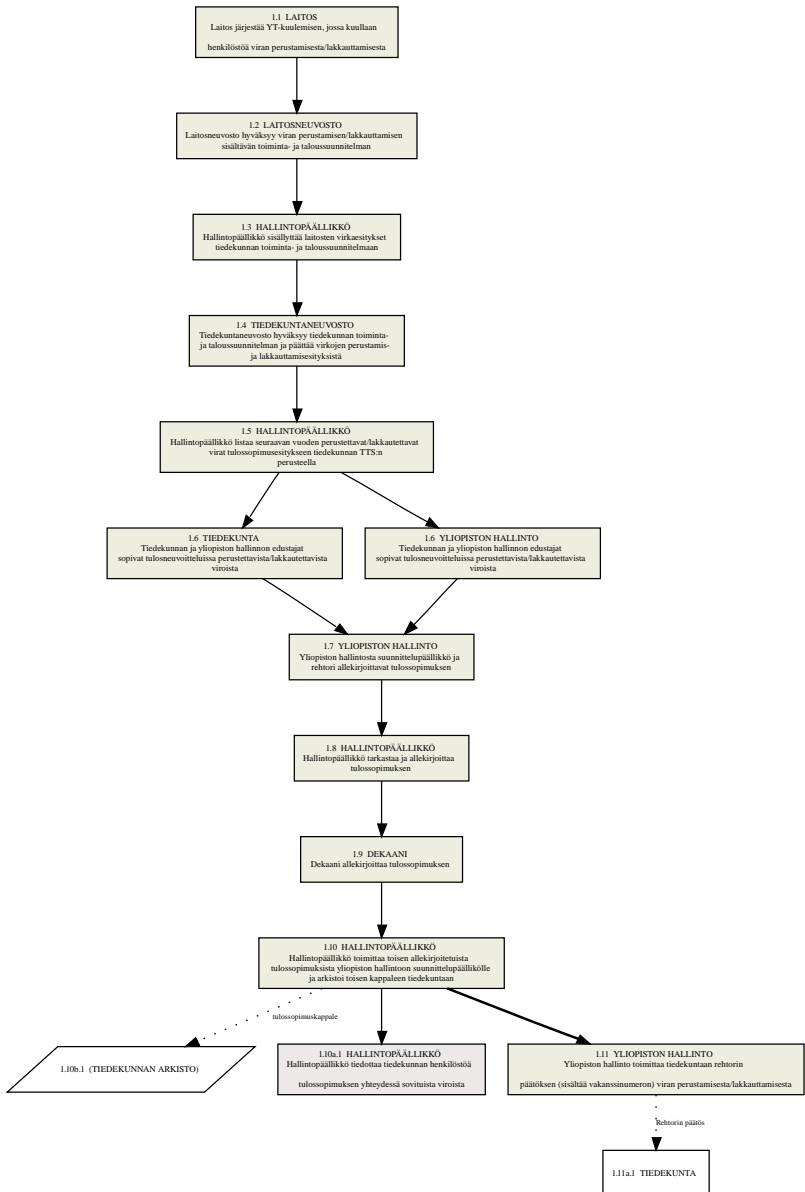 1.1 LAITOS
Laitos järjestää YT-kuulemisen, jossa kuullaan
henkilöstöä viran perustamisesta/lakkauttamisesta
1.2 LAITOSNEUVOSTO
Laitosneuvosto hyväksyy viran perustamisen/lakkauttamisen
sisältävän toiminta- ja taloussuunnitelman
1.3 HALLINTOPÄÄLLIKKÖ
Hallintopäällikkö sisällyttää laitosten virkaesitykset
tiedekunnan toiminta- ja taloussuunnitelmaan
1.4 TIEDEKUNTANEUVOSTO
Tiedekuntaneuvosto hyväksyy tiedekunnan toiminta-
ja taloussuunnitelman ja päättää virkojen perustamis-
ja lakkauttamisesityksistä
1.5 HALLINTOPÄÄLLIKKÖ
Hallintopäällikkö listaa seuraavan vuoden perustettavat/lakkautettavat
virat tulossopimusesitykseen tiedekunnan TTS:n
perusteella
1.6 TIEDEKUNTA
Tiedekunnan ja yliopiston hallinnon edustajat
sopivat tulosneuvoitteluissa perustettavista/lakkautettavista
viroista
1.6 YLIOPISTON HALLINTO
Tiedekunnan ja yliopiston hallinnon edustajat
sopivat tulosneuvoitteluissa perustettavista/lakkautettavista
viroista
1.7 YLIOPISTON HALLINTO
Yliopiston hallintosta suunnittelupäällikkö ja
rehtori allekirjoittavat tulossopimuksen
1.8 HALLINTOPÄÄLLIKKÖ
Hallintopäällikkö tarkastaa ja allekirjoittaa
tulossopimuksen
1.9 DEKAANI
Dekaani allekirjoittaa tulossopimuksen
1.10 HALLINTOPÄÄLLIKKÖ
Hallintopäällikkö toimittaa toisen allekirjoitetuista
tulossopimuksista yliopiston hallintoon suunnittelupäällikölle
ja arkistoi toisen kappaleen tiedekuntaan
tulossopimuskappale
1.10b.1 (TIEDEKUNNAN ARKISTO)
1.10a.1 HALLINTOPÄÄLLIKKÖ
Hallintopäällikkö tiedottaa tiedekunnan henkilöstöä
tulossopimuksen yhteydessä sovituista viroista
1.11 YLIOPISTON HALLINTO
Yliopiston hallinto toimittaa tiedekuntaan rehtorin
päätöksen (sisältää vakanssinumeron) viran perustamisesta/lakkauttamisesta
Rehtorin päätös
1.11a.1 TIEDEKUNTA